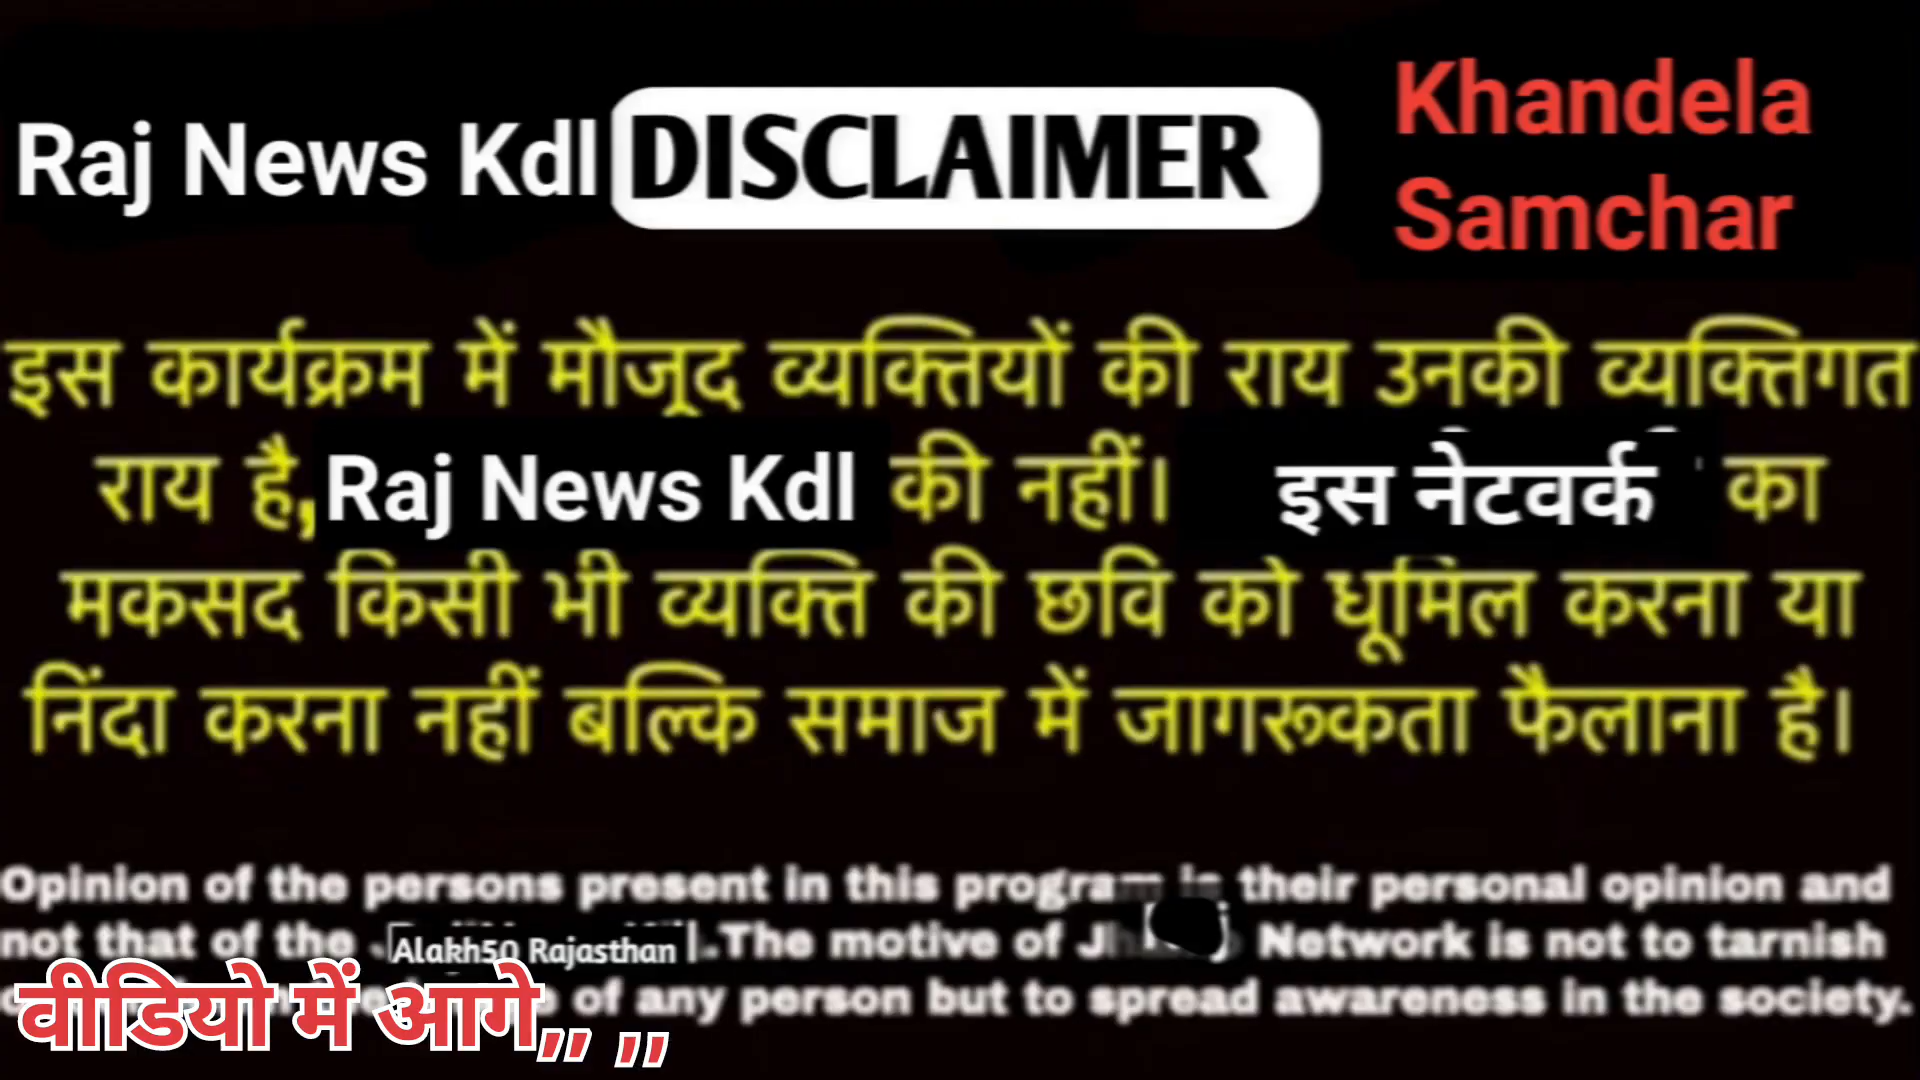 Raj News Kdl DISCLAIMER Khandela Samchar
इस कार्यक्रम में मौजूद व्यक्तियों की राय उनकी व्यक्तिगत
राय है, Raj News Kdl की नहीं। इस नेटवर्क का
मकसद किसी भी व्यक्ति की छवि को धूमिल करना या
निंदा करना नहीं बल्कि समाज में जागरूकता फैलाना है।
Opinion of the persons present in this program is their personal opinion and
not that of the Alakh50 Rajasthan .The motive of Network is not to tarnish
of any person but to spread awareness in the society.
वीडियो में आगे,, ,,